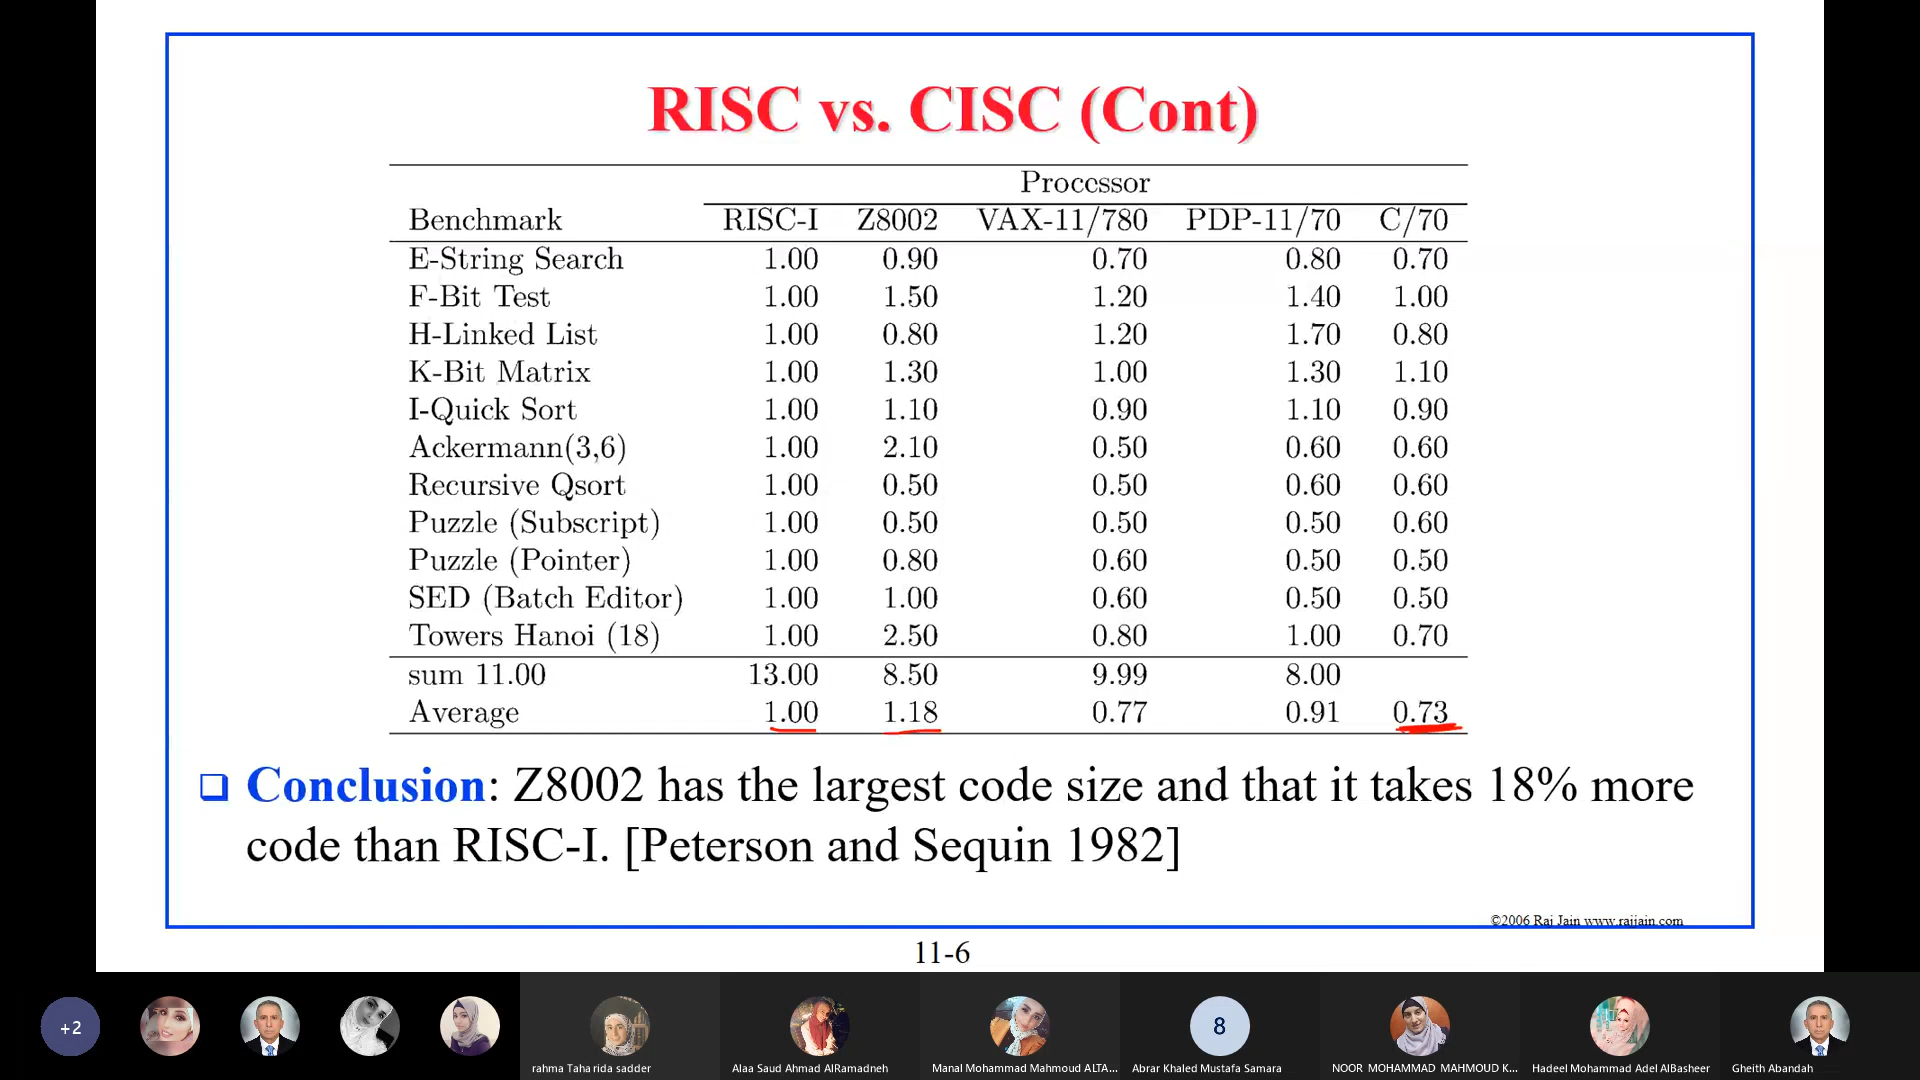 RISC vs. CISC (Cont)
Processor
Benchmark RISC-I Z8002 VAX-11/780 PDP-11/70 C/70
E-String Search 1.00 0.90 0.70 0.80 0.70
F-Bit Test 1.00 1.50 1.20 1.40 1.00
H-Linked List 1.00 0.80 1.20 1.70 0.80
K-Bit Matrix 1.00 1.30 1.00 1.30 1.10
I-Quick Sort 1.00 1.10 0.90 1.10 0.90
Ackermann(3,6) 1.00 2.10 0.50 0.60 0.60
Recursive Qsort 1.00 0.50 0.50 0.60 0.60
Puzzle (Subscript) 1.00 0.50 0.50 0.50 0.60
Puzzle (Pointer) 1.00 0.80 0.60 0.50 0.50
SED (Batch Editor) 1.00 1.00 0.60 0.50 0.50
Towers Hanoi (18) 1.00 2.50 0.80 1.00 0.70
sum 11.00 13.00 8.50 9.99 8.00
Average 1.00 1.18 0.77 0.91 0.73
Conclusion: Z8002 has the largest code size and that it takes 18% more
code than RISC-I. [Peterson and Sequin 1982]
©2006 Raj Jain www.rajjain.com
11-6
+2
8
rahma Taha rida sadder
Alaa Saud Ahmad AlRamadneh
Manal Mohammad Mahmoud ALTA...
Abrar Khaled Mustafa Samara
NOOR MOHAMMAD MAHMOUD K...
Hadeel Mohammad Adel AlBasheer
Gheith Abandah